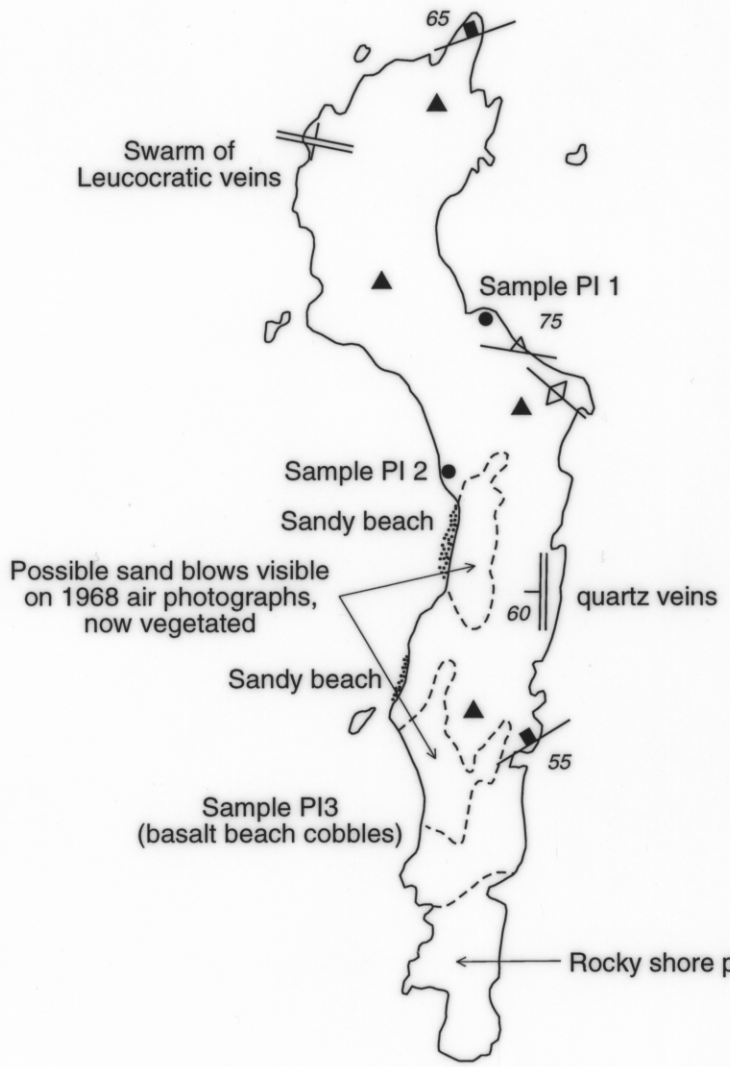 65
Swarm of
Leucocratic veins
Sample PI 1
75
Sample PI 2
Sandy beach
Possible sand blows visible
on 1968 air photographs,
now vegetated
60
quartz veins
Sandy beach
55
Sample PI3
(basalt beach cobbles)
Rocky shore p